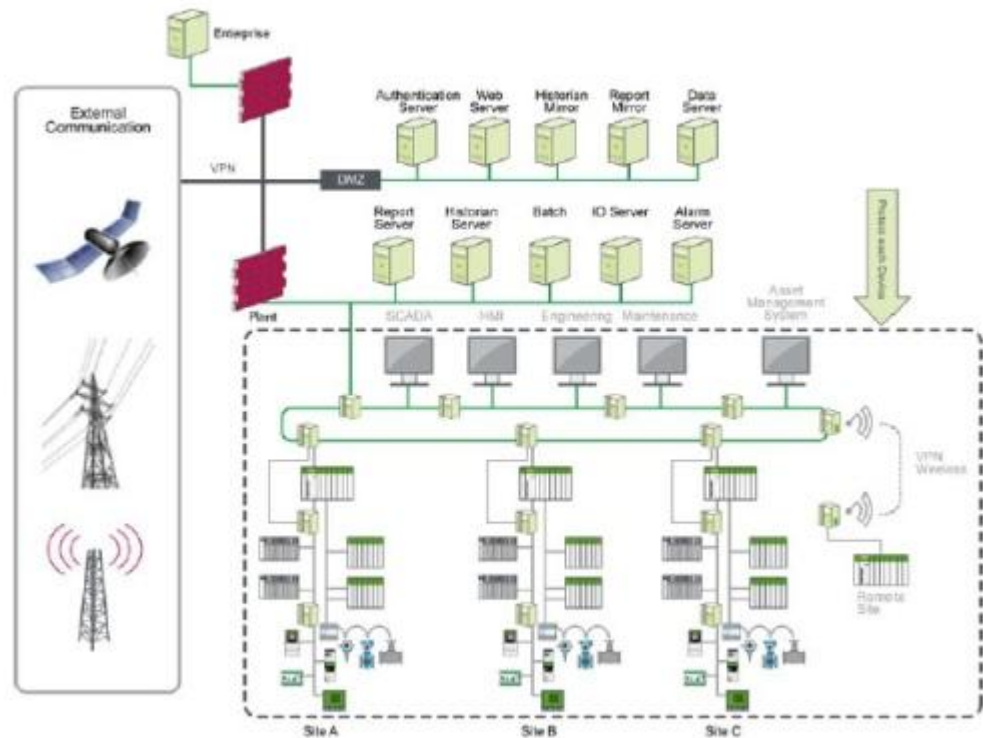 Enteprise
External
Communication
VPN
DMZ
Authentication
Server
Web
Server
Historian
Mirror
Report
Mirror
Data
Server
Report
Server
Historian
Server
Batch
IO Server
Alarm
Server
Protect each Device
Plant
SCADA
HMI
Engineering
Maintenance
Asset
Management
System
VPN
Wireless
Remote
Site
Site A
Site B
Site C